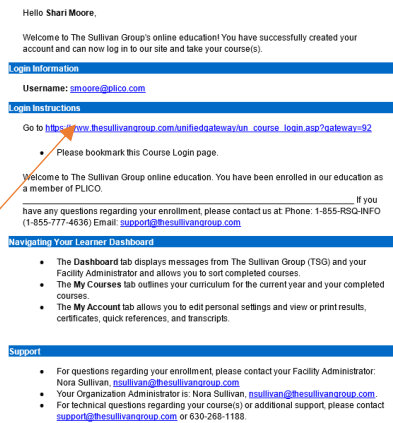 Hello Shari Moore,
Welcome to The Sullivan Group's online education! You have successfully created your
account and can now log in to our site and take your course(s).
Login Information
Username: smoore@plico.com
Login Instructions
Go to https://www.thesullivangroup.com/unifiedgateway/un_course_login.asp?gateway=92
• Please bookmark this Course Login page.
Welcome to The Sullivan Group online education. You have been enrolled in our education as
a member of PLICO.
If you
have any questions regarding your enrollment, please contact us at: Phone: 1-855-RSQ-INFO
(1-855-777-4636) Email: support@thesullivangroup.com
Navigating Your Learner Dashboard
• The Dashboard tab displays messages from The Sullivan Group (TSG) and your
Facility Administrator and allows you to sort completed courses.
• The My Courses tab outlines your curriculum for the current year and your completed
courses.
• The My Account tab allows you to edit personal settings and view or print results,
certificates, quick references, and transcripts.
Support
• For questions regarding your enrollment, please contact your Facility Administrator:
Nora Sullivan, nsullivan@thesullivangroup.com
• Your Organization Administrator is: Nora Sullivan, nsullivan@thesullivangroup.com.
• For technical questions regarding your course(s) or additional support, please contact
support@thesullivangroup.com or 630-268-1188.